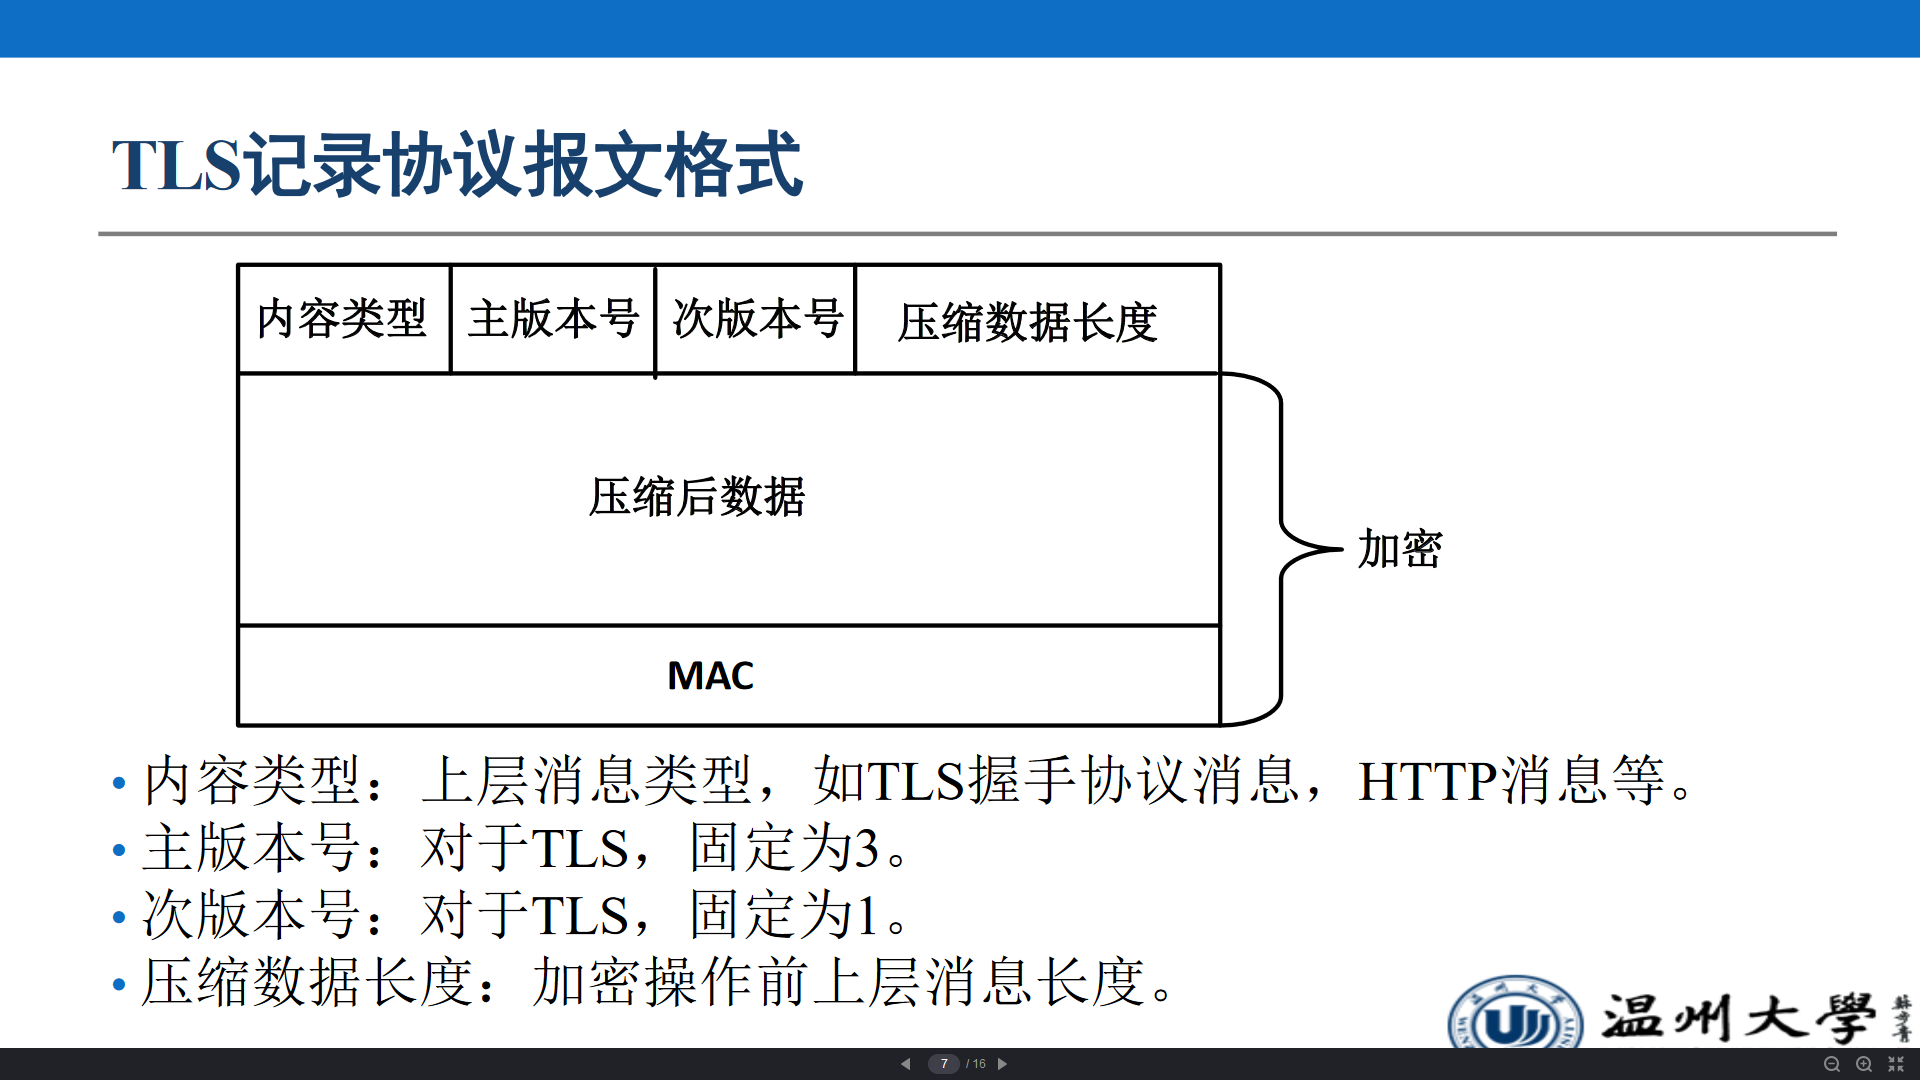 TLS记录协议报文格式
内容类型 主版本号 次版本号 压缩数据长度
压缩后数据
加密
MAC
• 内容类型：上层消息类型，如TLS握手协议消息，HTTP消息等。
• 主版本号：对于TLS，固定为3。
• 次版本号：对于TLS，固定为1。
• 压缩数据长度：加密操作前上层消息长度。
温州大學
7 / 16